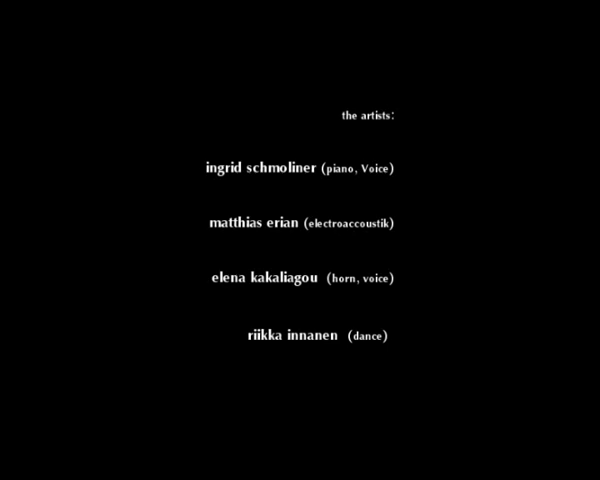 the artists:
ingrid schmoliner (piano, Voice)
matthias erian (electroaccoustik)
elena kakaliagou (horn, voice)
riikka innanen (dance)